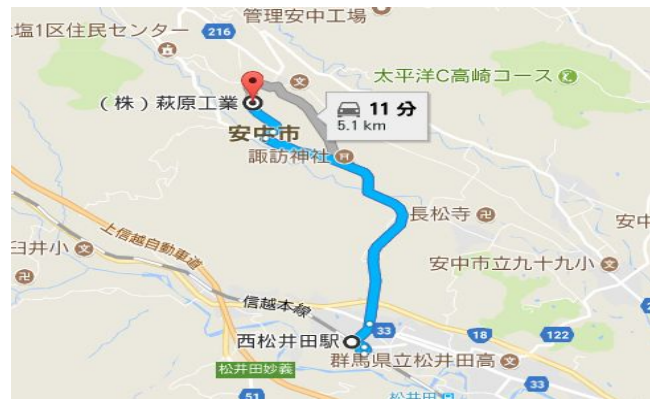 管理安中工場
塩1区住民センター
216
太平洋C高崎コース
（株）萩原工業
11 分
5.1 km
安中市
諏訪神社
長松寺
安中
上信越自動車道
臼井小
安中市立九十九小
信越本線
33
西松井田駅
18
122
群馬県立松井田高
松井田妙義
33
51
松井田